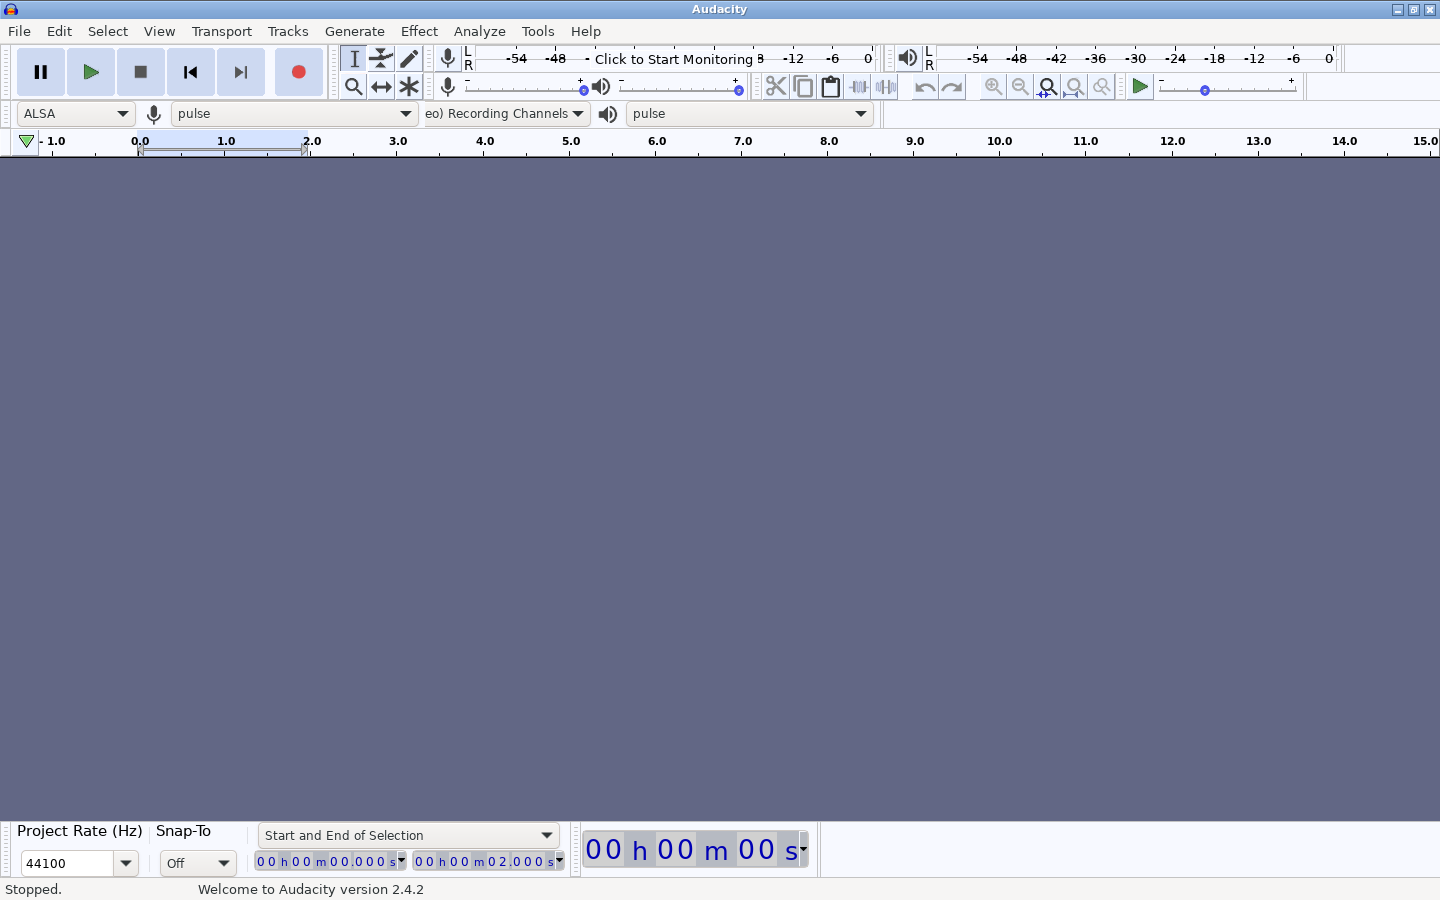 Audacity
File Edit Select View Transport Tracks Generate Effect Analyze Tools Help
L -54 -48 - Click to Start Monitoring -12 -6 0 L -54 -48 -42 -36 -30 -24 -18 -12 -6 0
R R
- + - + - +
ALSA pulse eo) Recording Channels pulse
- 1.0 0.0 1.0 2.0 3.0 4.0 5.0 6.0 7.0 8.0 9.0 10.0 11.0 12.0 13.0 14.0 15.0
Project Rate (Hz) Snap-To Start and End of Selection
44100 Off 00 h 00 m 00.000 s 00 h 00 m 02.000 s 00 h 00 m 00 s
Stopped. Welcome to Audacity version 2.4.2